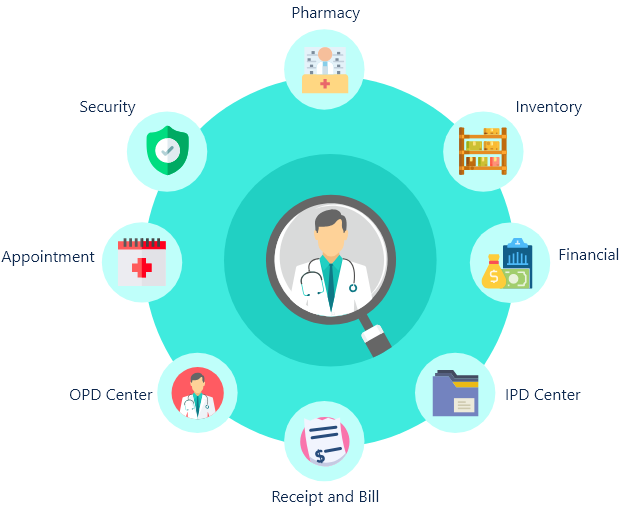 Pharmacy
Security
Inventory
Appointment
Financial
OPD Center
IPD Center
$
$
Receipt and Bill